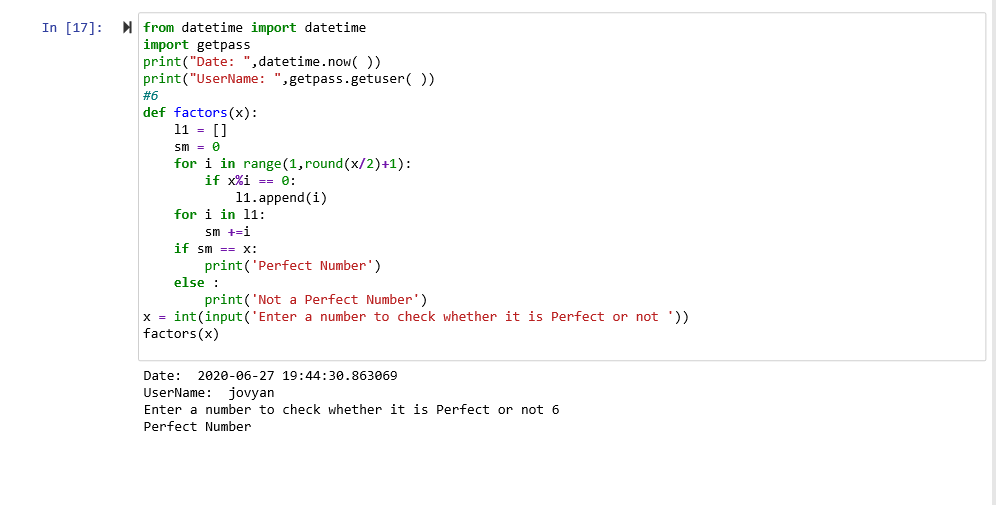 In [17]:
from datetime import datetime
import getpass
print("Date: ",datetime.now( ))
print("UserName: ",getpass.getuser( ))
#6
def factors(x):
    l1 = []
    sm = 0
    for i in range(1,round(x/2)+1):
        if x%i == 0:
            l1.append(i)
    for i in l1:
        sm +=i
    if sm == x:
        print('Perfect Number')
    else :
        print('Not a Perfect Number')
x = int(input('Enter a number to check whether it is Perfect or not '))
factors(x)
Date:  2020-06-27 19:44:30.863069
UserName:  jovyan
Enter a number to check whether it is Perfect or not 6
Perfect Number